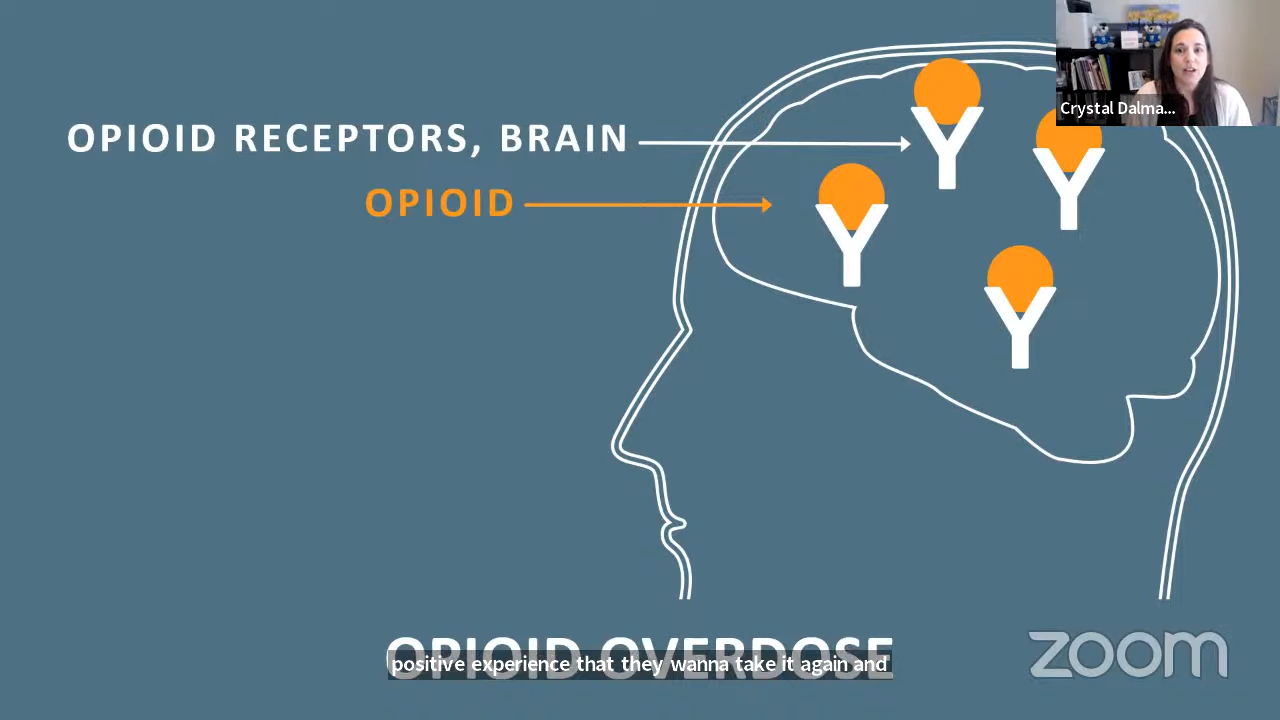 Crystal Dalma...
OPIOID RECEPTORS, BRAIN
OPIOID
OPIOID OVERDOSE
positive experience that they wanna take it again and
zoom